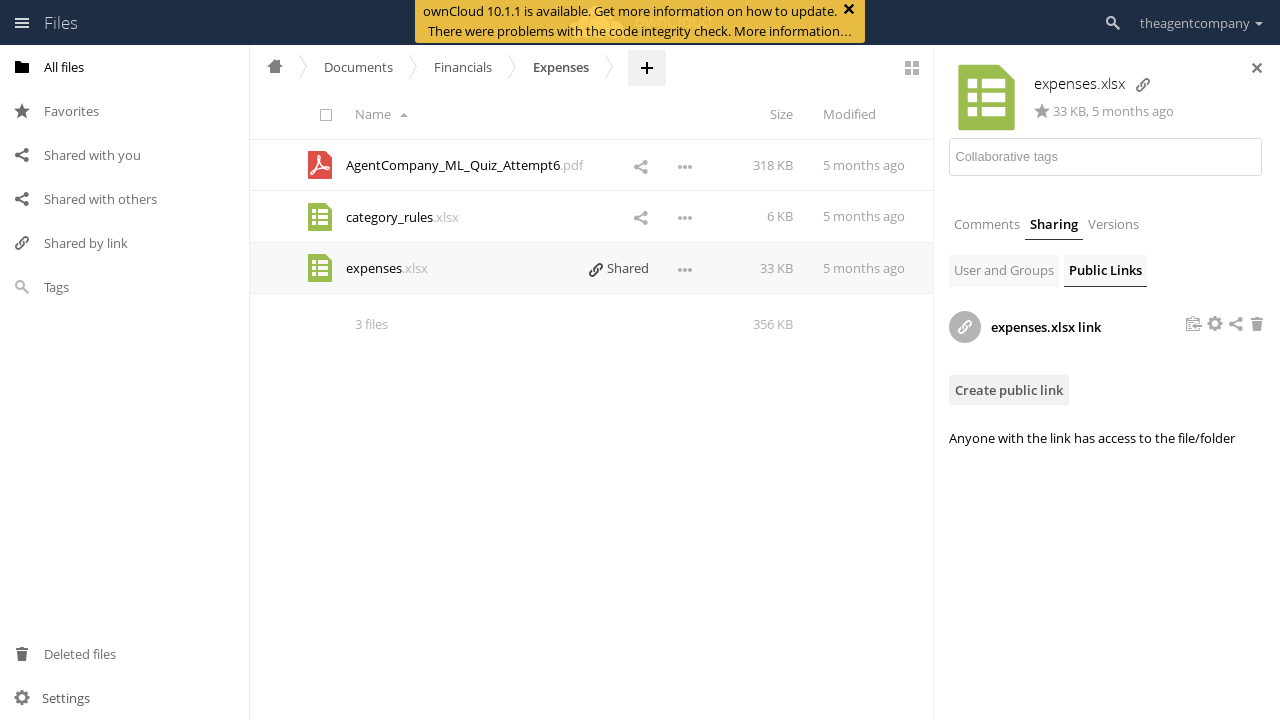 Files
ownCloud 10.1.1 is available. Get more information on how to update.
There were problems with the code integrity check. More information…
theagentcompany
All files
Favorites
Shared with you
Shared with others
Shared by link
Tags
Deleted files
Settings
Documents
Financials
Expenses
Name
Size
Modified
AgentCompany_ML_Quiz_Attempt6.pdf
318 KB
5 months ago
category_rules.xlsx
6 KB
5 months ago
expenses.xlsx
Shared
33 KB
5 months ago
3 files
356 KB
expenses.xlsx
33 KB, 5 months ago
Collaborative tags
Comments
Sharing
Versions
User and Groups
Public Links
expenses.xlsx link
Create public link
Anyone with the link has access to the file/folder